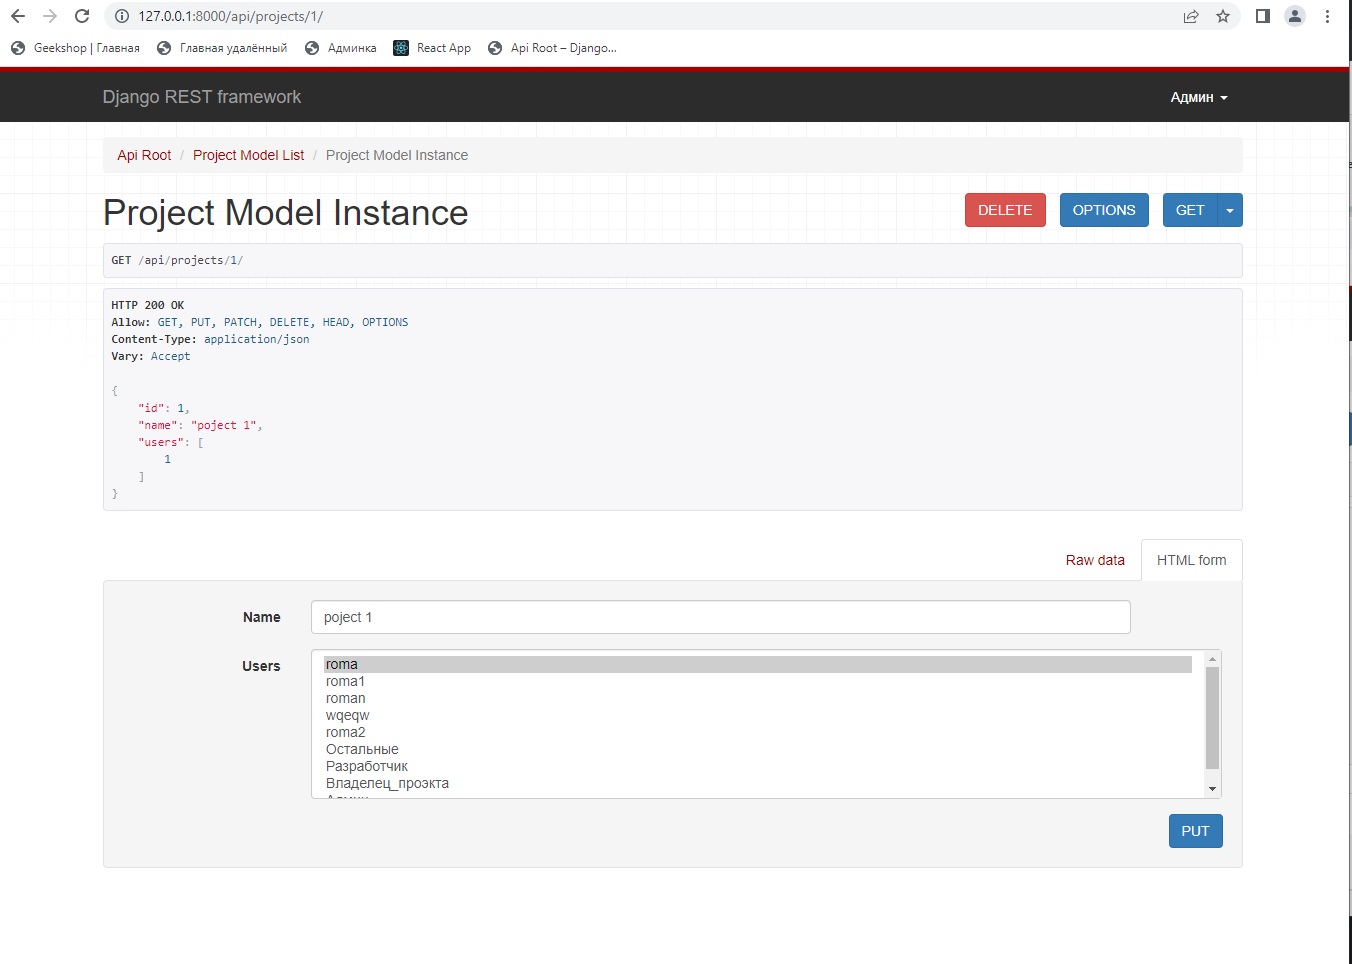 127.0.0.1:8000/api/projects/1/
Geekshop | Главная Главная удалённый Админка React App Api Root – Django...
Django REST framework Админ
Api Root / Project Model List / Project Model Instance
Project Model Instance DELETE OPTIONS GET
GET /api/projects/1/
HTTP 200 OK
Allow: GET, PUT, PATCH, DELETE, HEAD, OPTIONS
Content-Type: application/json
Vary: Accept
{
"id": 1,
"name": "poject 1",
"users": [
1
]
}
Raw data HTML form
Name poject 1
Users roma
roma1
roman
wqeqw
roma2
Остальные
Разработчик
Владелец_проэкта
PUT